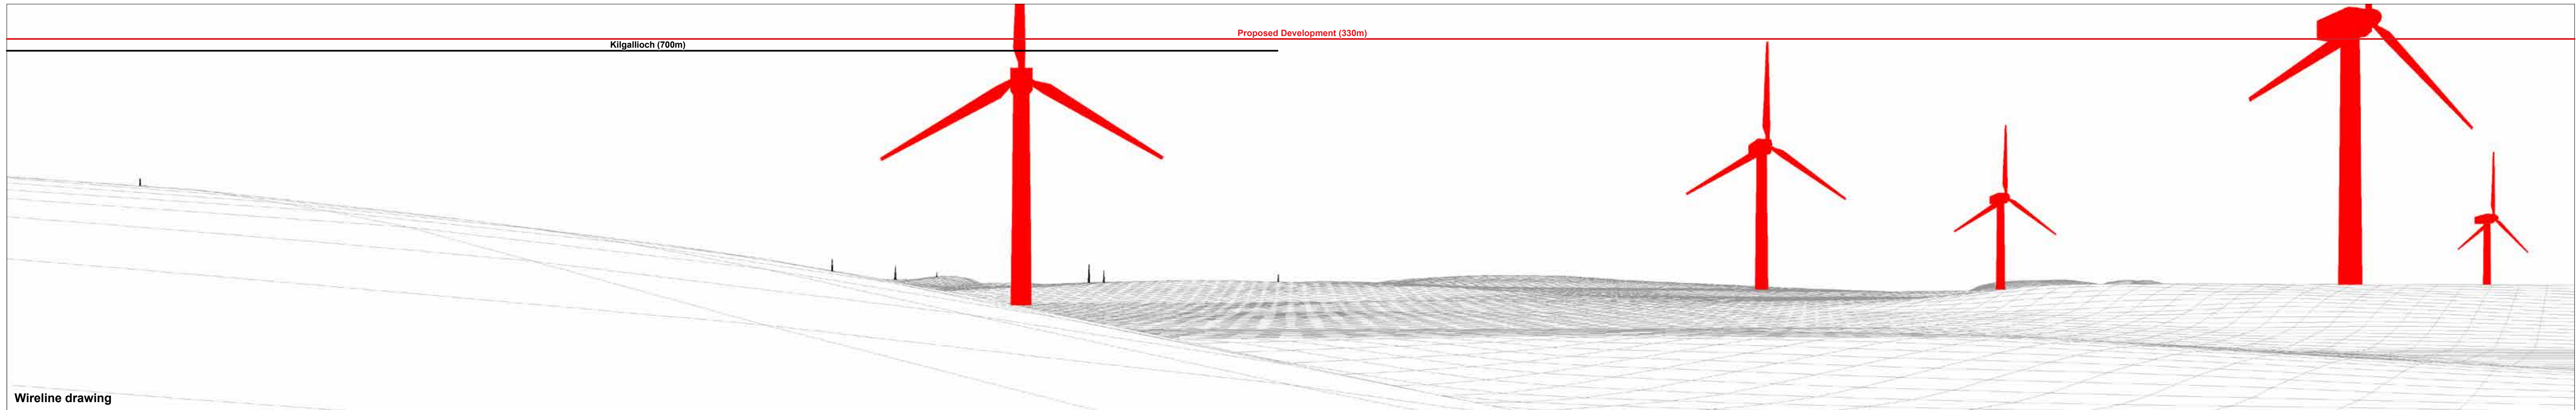 Proposed Development (330m)
Kilgallioch (700m)
Wireline drawing